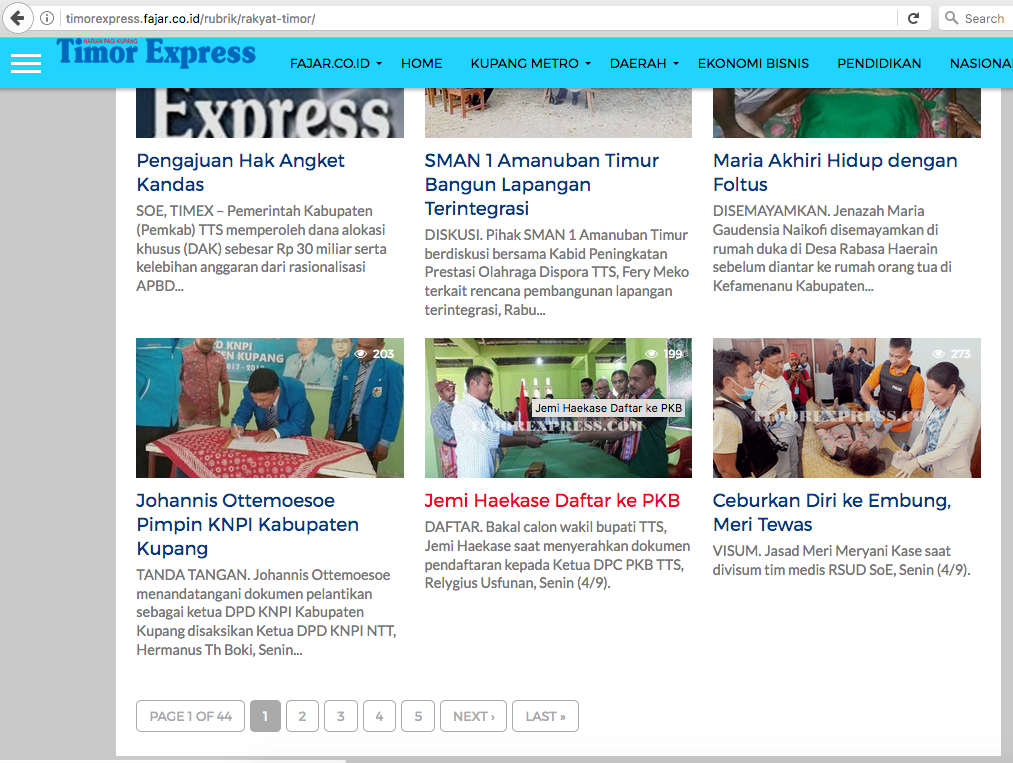 timorexpress.fajar.co.id/rubrik/rakyat-timor/
Search
HARIAN PAGI KUPANG
Timor Express
FAJAR.CO.ID HOME KUPANG METRO DAERAH EKONOMI BISNIS PENDIDIKAN NASIONA
Express
Pengajuan Hak Angket
Kandas
SOE, TIMEX – Pemerintah Kabupaten
(Pemkab) TTS memperoleh dana alokasi
khusus (DAK) sebesar Rp 30 miliar serta
kelebihan anggaran dari rasionalisasi
APBD...
SMAN 1 Amanuban Timur
Bangun Lapangan
Terintegrasi
DISKUSI. Pihak SMAN 1 Amanuban Timur
berdiskusi bersama Kabid Peningkatan
Prestasi Olahraga Dispora TTS, Fery Meko
terkait rencana pembangunan lapangan
terintegrasi, Rabu...
Maria Akhiri Hidup dengan
Foltus
DISEMAYAMKAN. Jenazah Maria
Gaudensia Naikofi disemayamkan di
rumah duka di Desa Rabasa Haerain
sebelum diantar ke rumah orang tua di
Kefamenanu Kabupaten...
203
KNPI
KUPANG
Johannis Ottemoesoe
Pimpin KNPI Kabupaten
Kupang
TANDA TANGAN. Johannis Ottemoesoe
menandatangani dokumen pelantikan
sebagai ketua DPD KNPI Kabupaten
Kupang disaksikan Ketua DPD KNPI NTT,
Hermanus Th Boki, Senin...
199
Jemi Haekase Daftar ke PKB
TIMOREXPRESS.COM
Jemi Haekase Daftar ke PKB
DAFTAR. Bakal calon wakil bupati TTS,
Jemi Haekase saat menyerahkan dokumen
pendaftaran kepada Ketua DPC PKB TTS,
Relygius Usfunan, Senin (4/9).
273
TIMOREXPRESS.COM
Ceburkan Diri ke Embung,
Meri Tewas
VISUM. Jasad Meri Meryani Kase saat
divisum tim medis RSUD SoE, Senin (4/9).
PAGE 1 OF 44 1 2 3 4 5 NEXT › LAST »